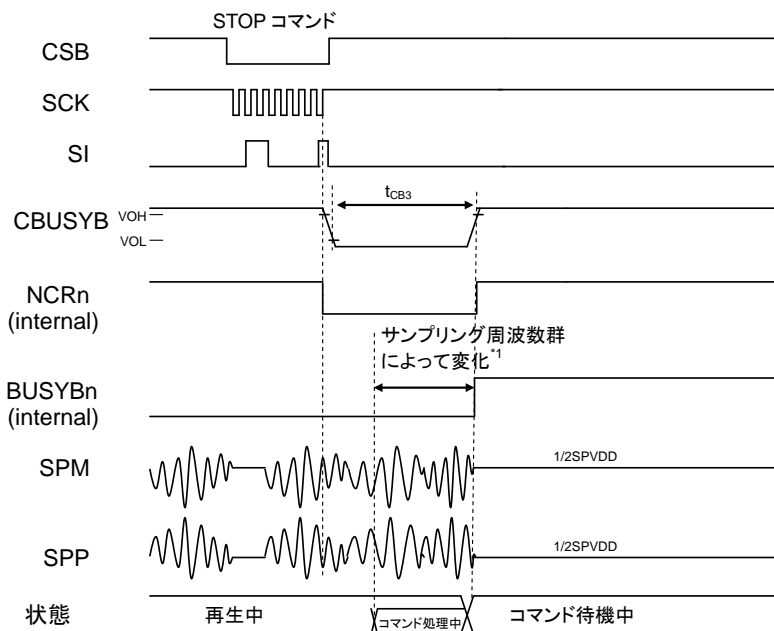 STOP コマンド
CSB
SCK
SI
tCB3
CBUSYB
VOH
VOL
NCRn
(internal)
サンプリング周波数群
によって変化*1
BUSYBn
(internal)
SPM
1/2SPVDD
SPP
1/2SPVDD
状態
再生中
コマンド処理中
コマンド待機中